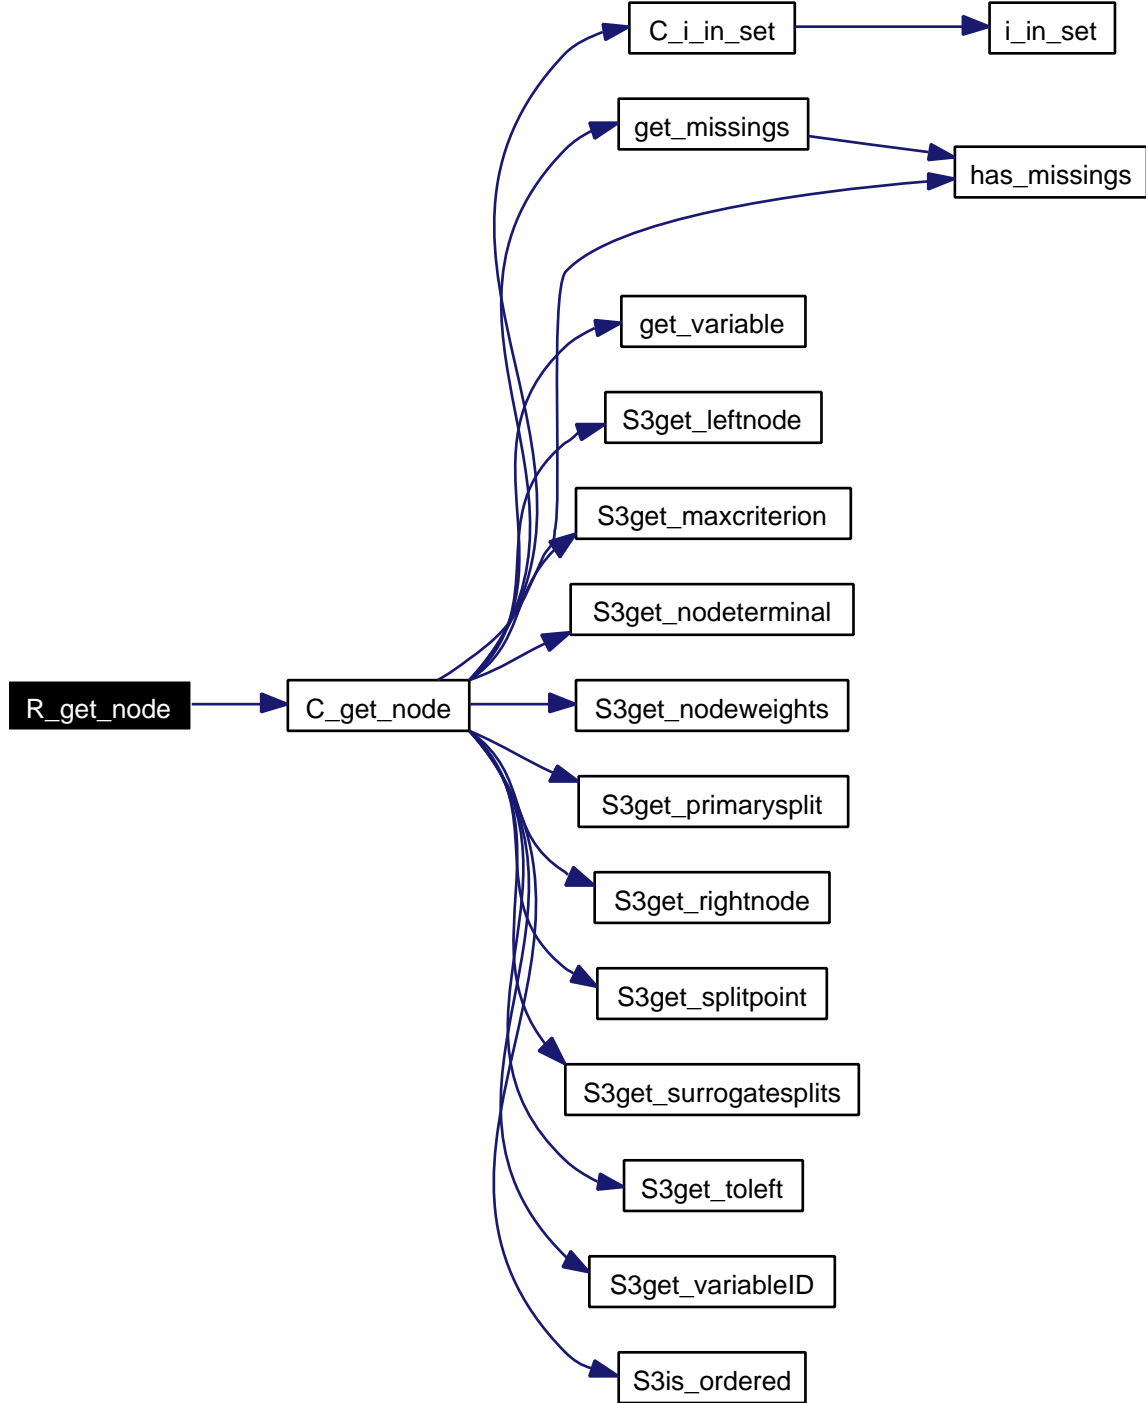 C_i_in_set
i_in_set
get_missings
has_missings
get_variable
S3get_leftnode
S3get_maxcriterion
S3get_nodeterminal
R_get_node
C_get_node
S3get_nodeweights
S3get_primarysplit
S3get_rightnode
S3get_splitpoint
S3get_surrogatesplits
S3get_toleft
S3get_variableID
S3is_ordered